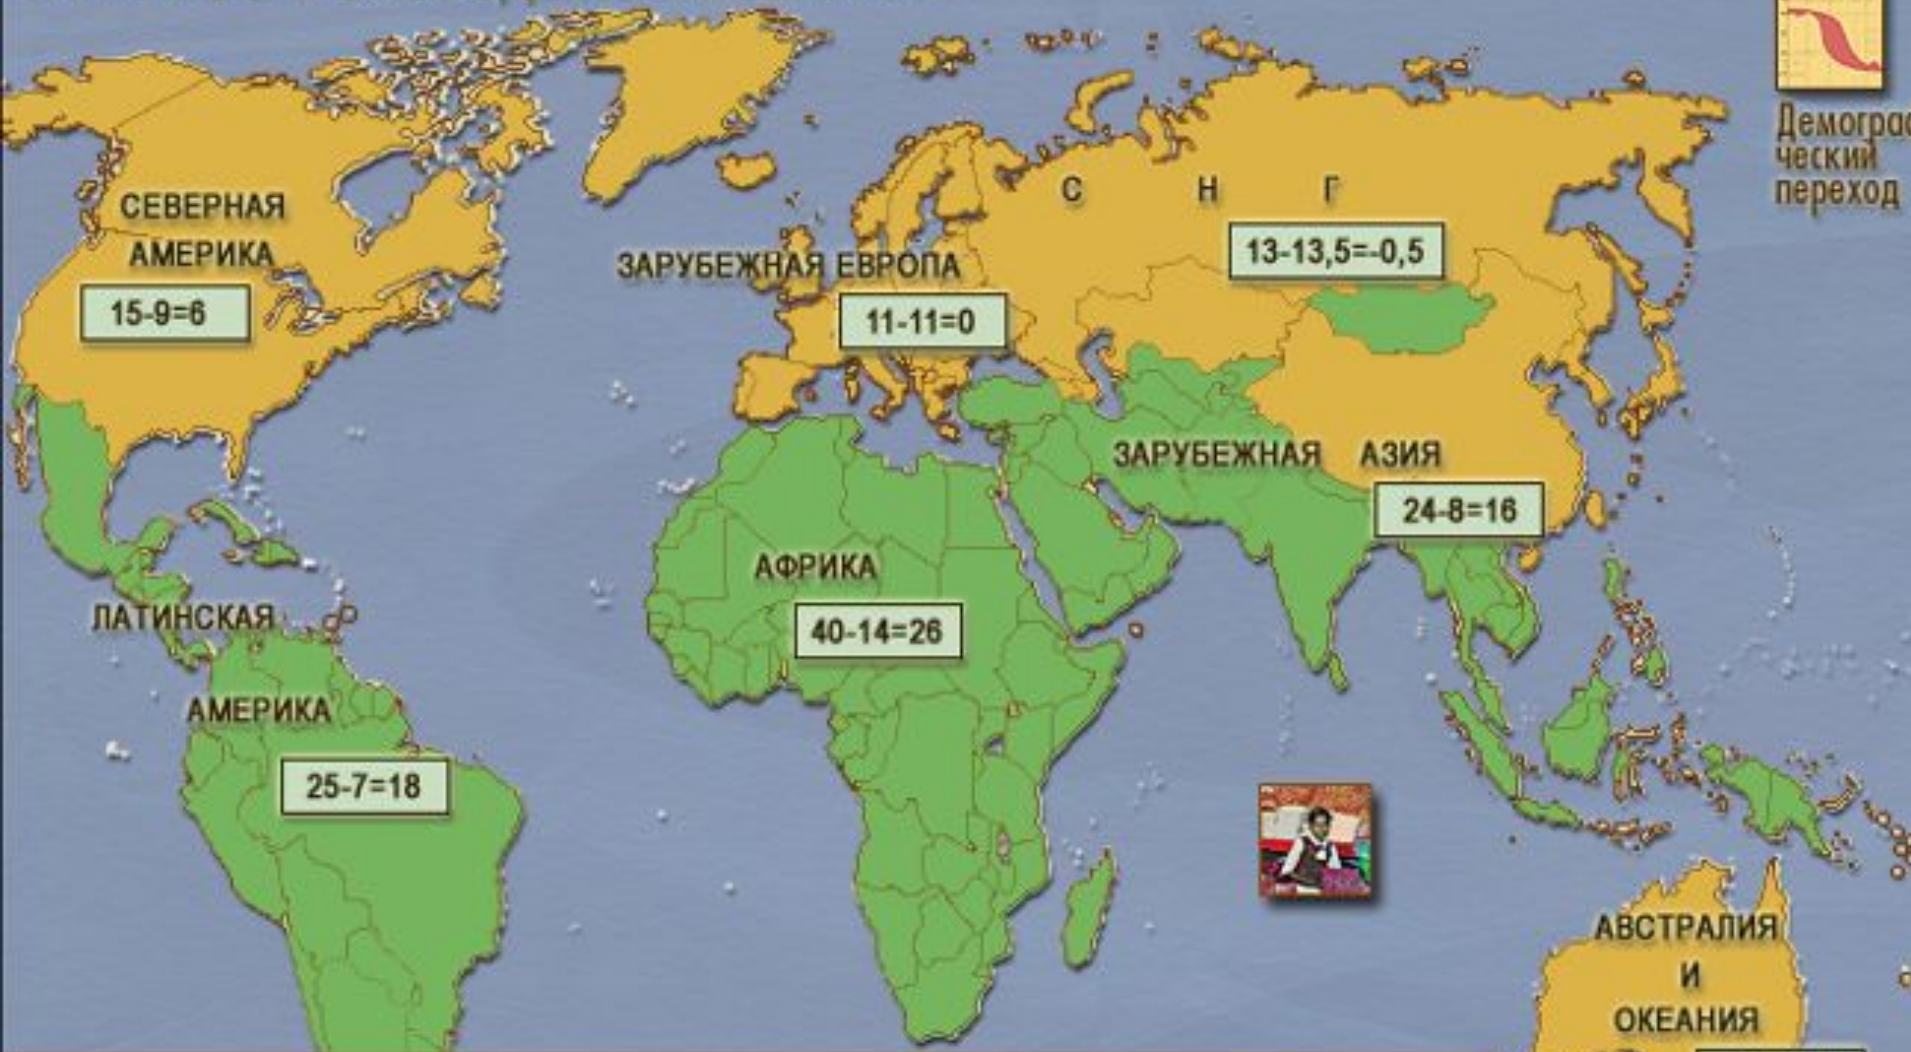 Демограф
ческий
переход
СЕВЕРНАЯ
АМЕРИКА
15-9=6
С Н Г
13-13,5=-0,5
ЗАРУБЕЖНАЯ ЕВРОПА
11-11=0
ЗАРУБЕЖНАЯ АЗИЯ
24-8=16
АФРИКА
40-14=26
ЛАТИНСКАЯ
АМЕРИКА
25-7=18
АВСТРАЛИЯ
И
ОКЕАНИЯ